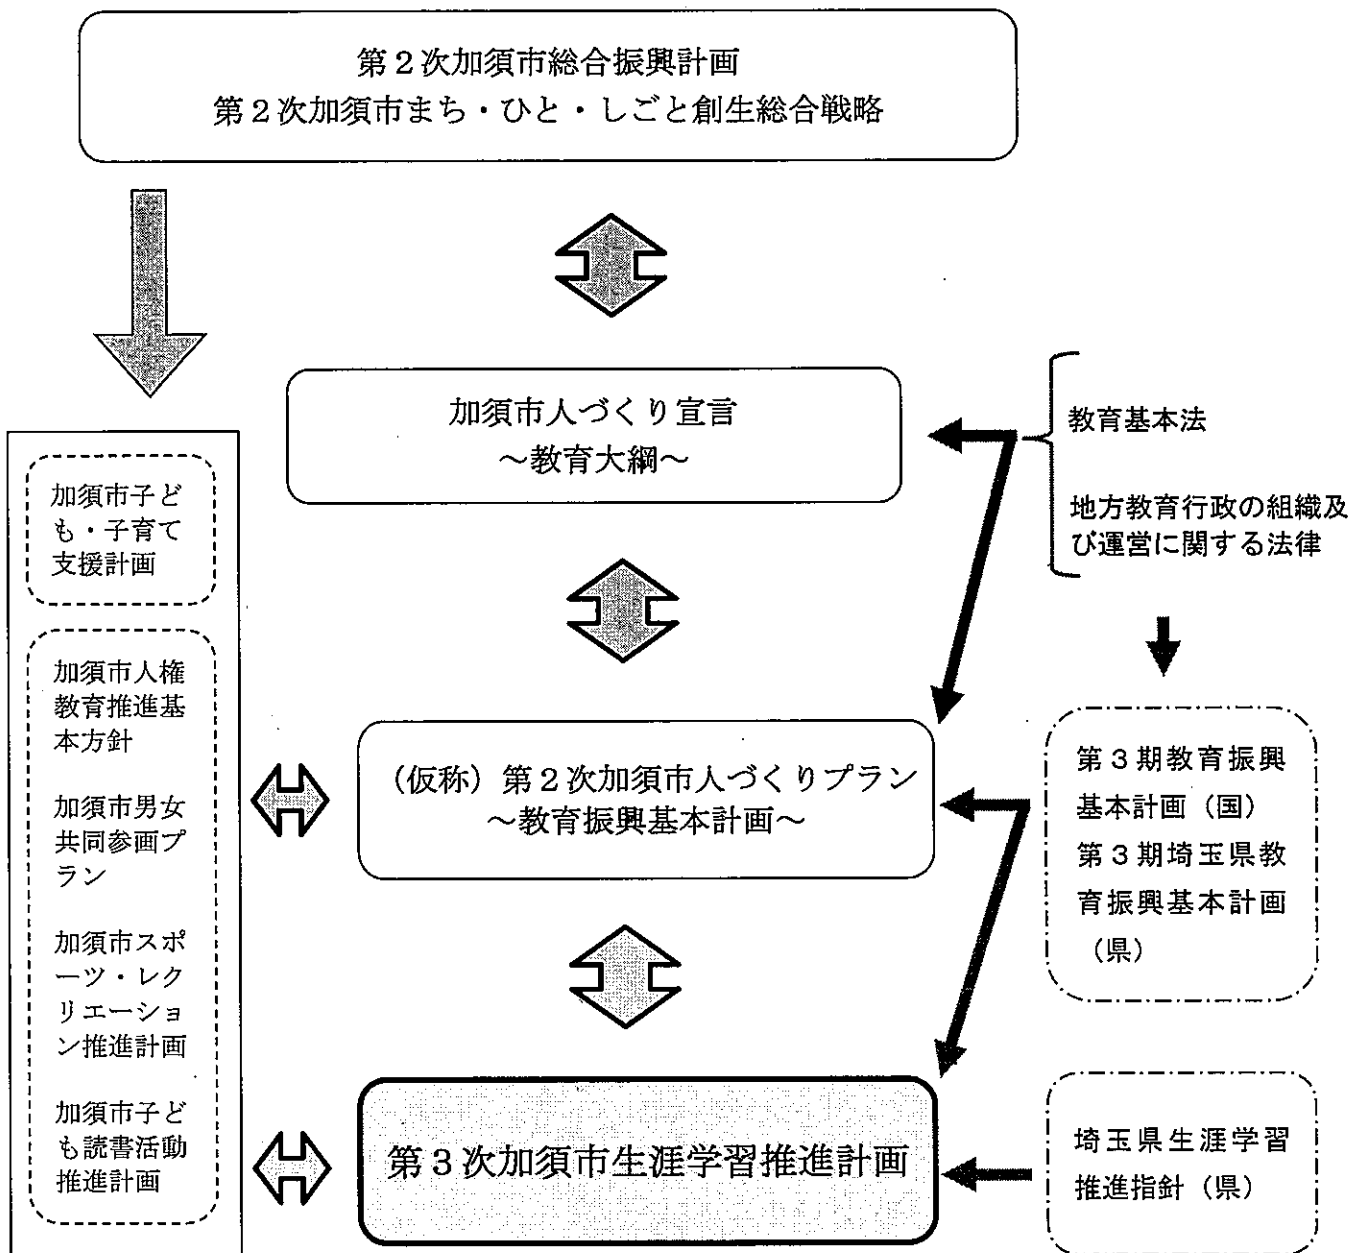 第2次加須市総合振興計画
第2次加須市まち・ひと・しごと創生総合戦略
加須市人づくり宣言
～教育大綱～
教育基本法
地方教育行政の組織及
び運営に関する法律
加須市子ど
も・子育て
支援計画
加須市人権
教育推進基
本方針
加須市男女
共同参画プ
ラン
加須市スポ
ーツ・レク
リエーショ
ン推進計画
加須市子ど
も読書活動
推進計画
（仮称）第2次加須市人づくりプラン
～教育振興基本計画～
第3期教育振興
基本計画（国）
第3期埼玉県教
育振興基本計画
（県）
第3次加須市生涯学習推進計画
埼玉県生涯学習
推進指針（県）